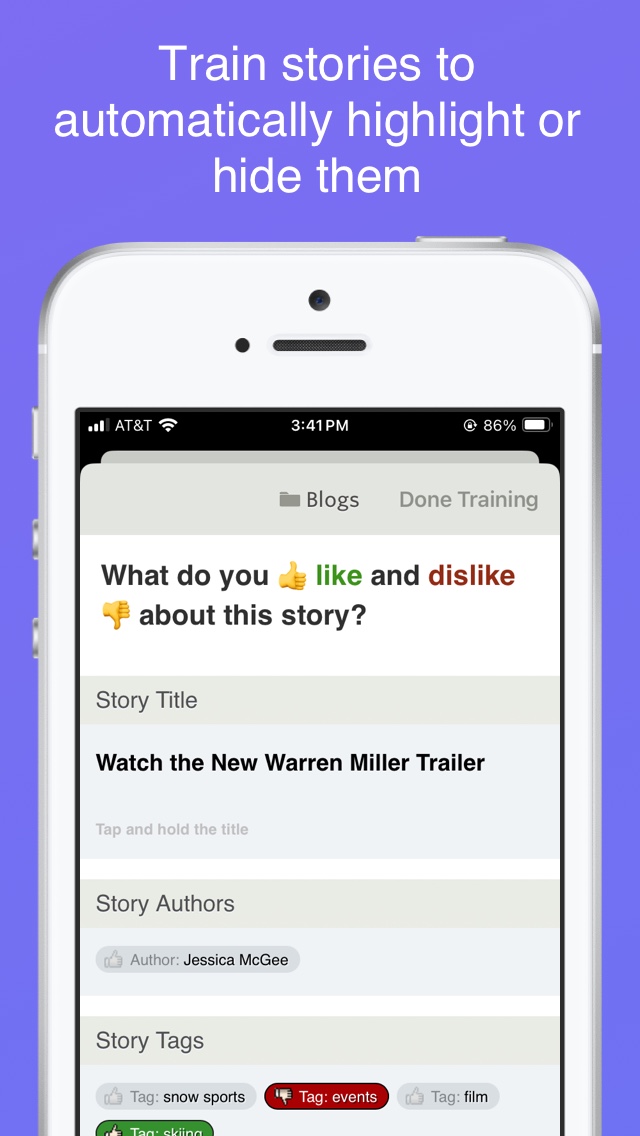 Train stories to
automatically highlight or
hide them
AT&T 3:41PM 86%
Blogs Done Training
What do you 👍 like and dislike
👎 about this story?
Story Title
Watch the New Warren Miller Trailer
Tap and hold the title
Story Authors
Author: Jessica McGee
Story Tags
Tag: snow sports Tag: events Tag: film
Tag: skiing